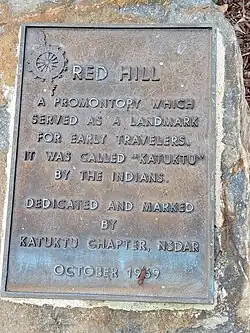 RED HILL
A PROMONTORY WHICH
SERVED AS A LANDMARK
FOR EARLY TRAVELERS.
IT WAS CALLED "KATUKTU"
BY THE INDIANS.
DEDICATED AND MARKED
BY
KATUKTU CHAPTER, NSDAR
OCTOBER 1969